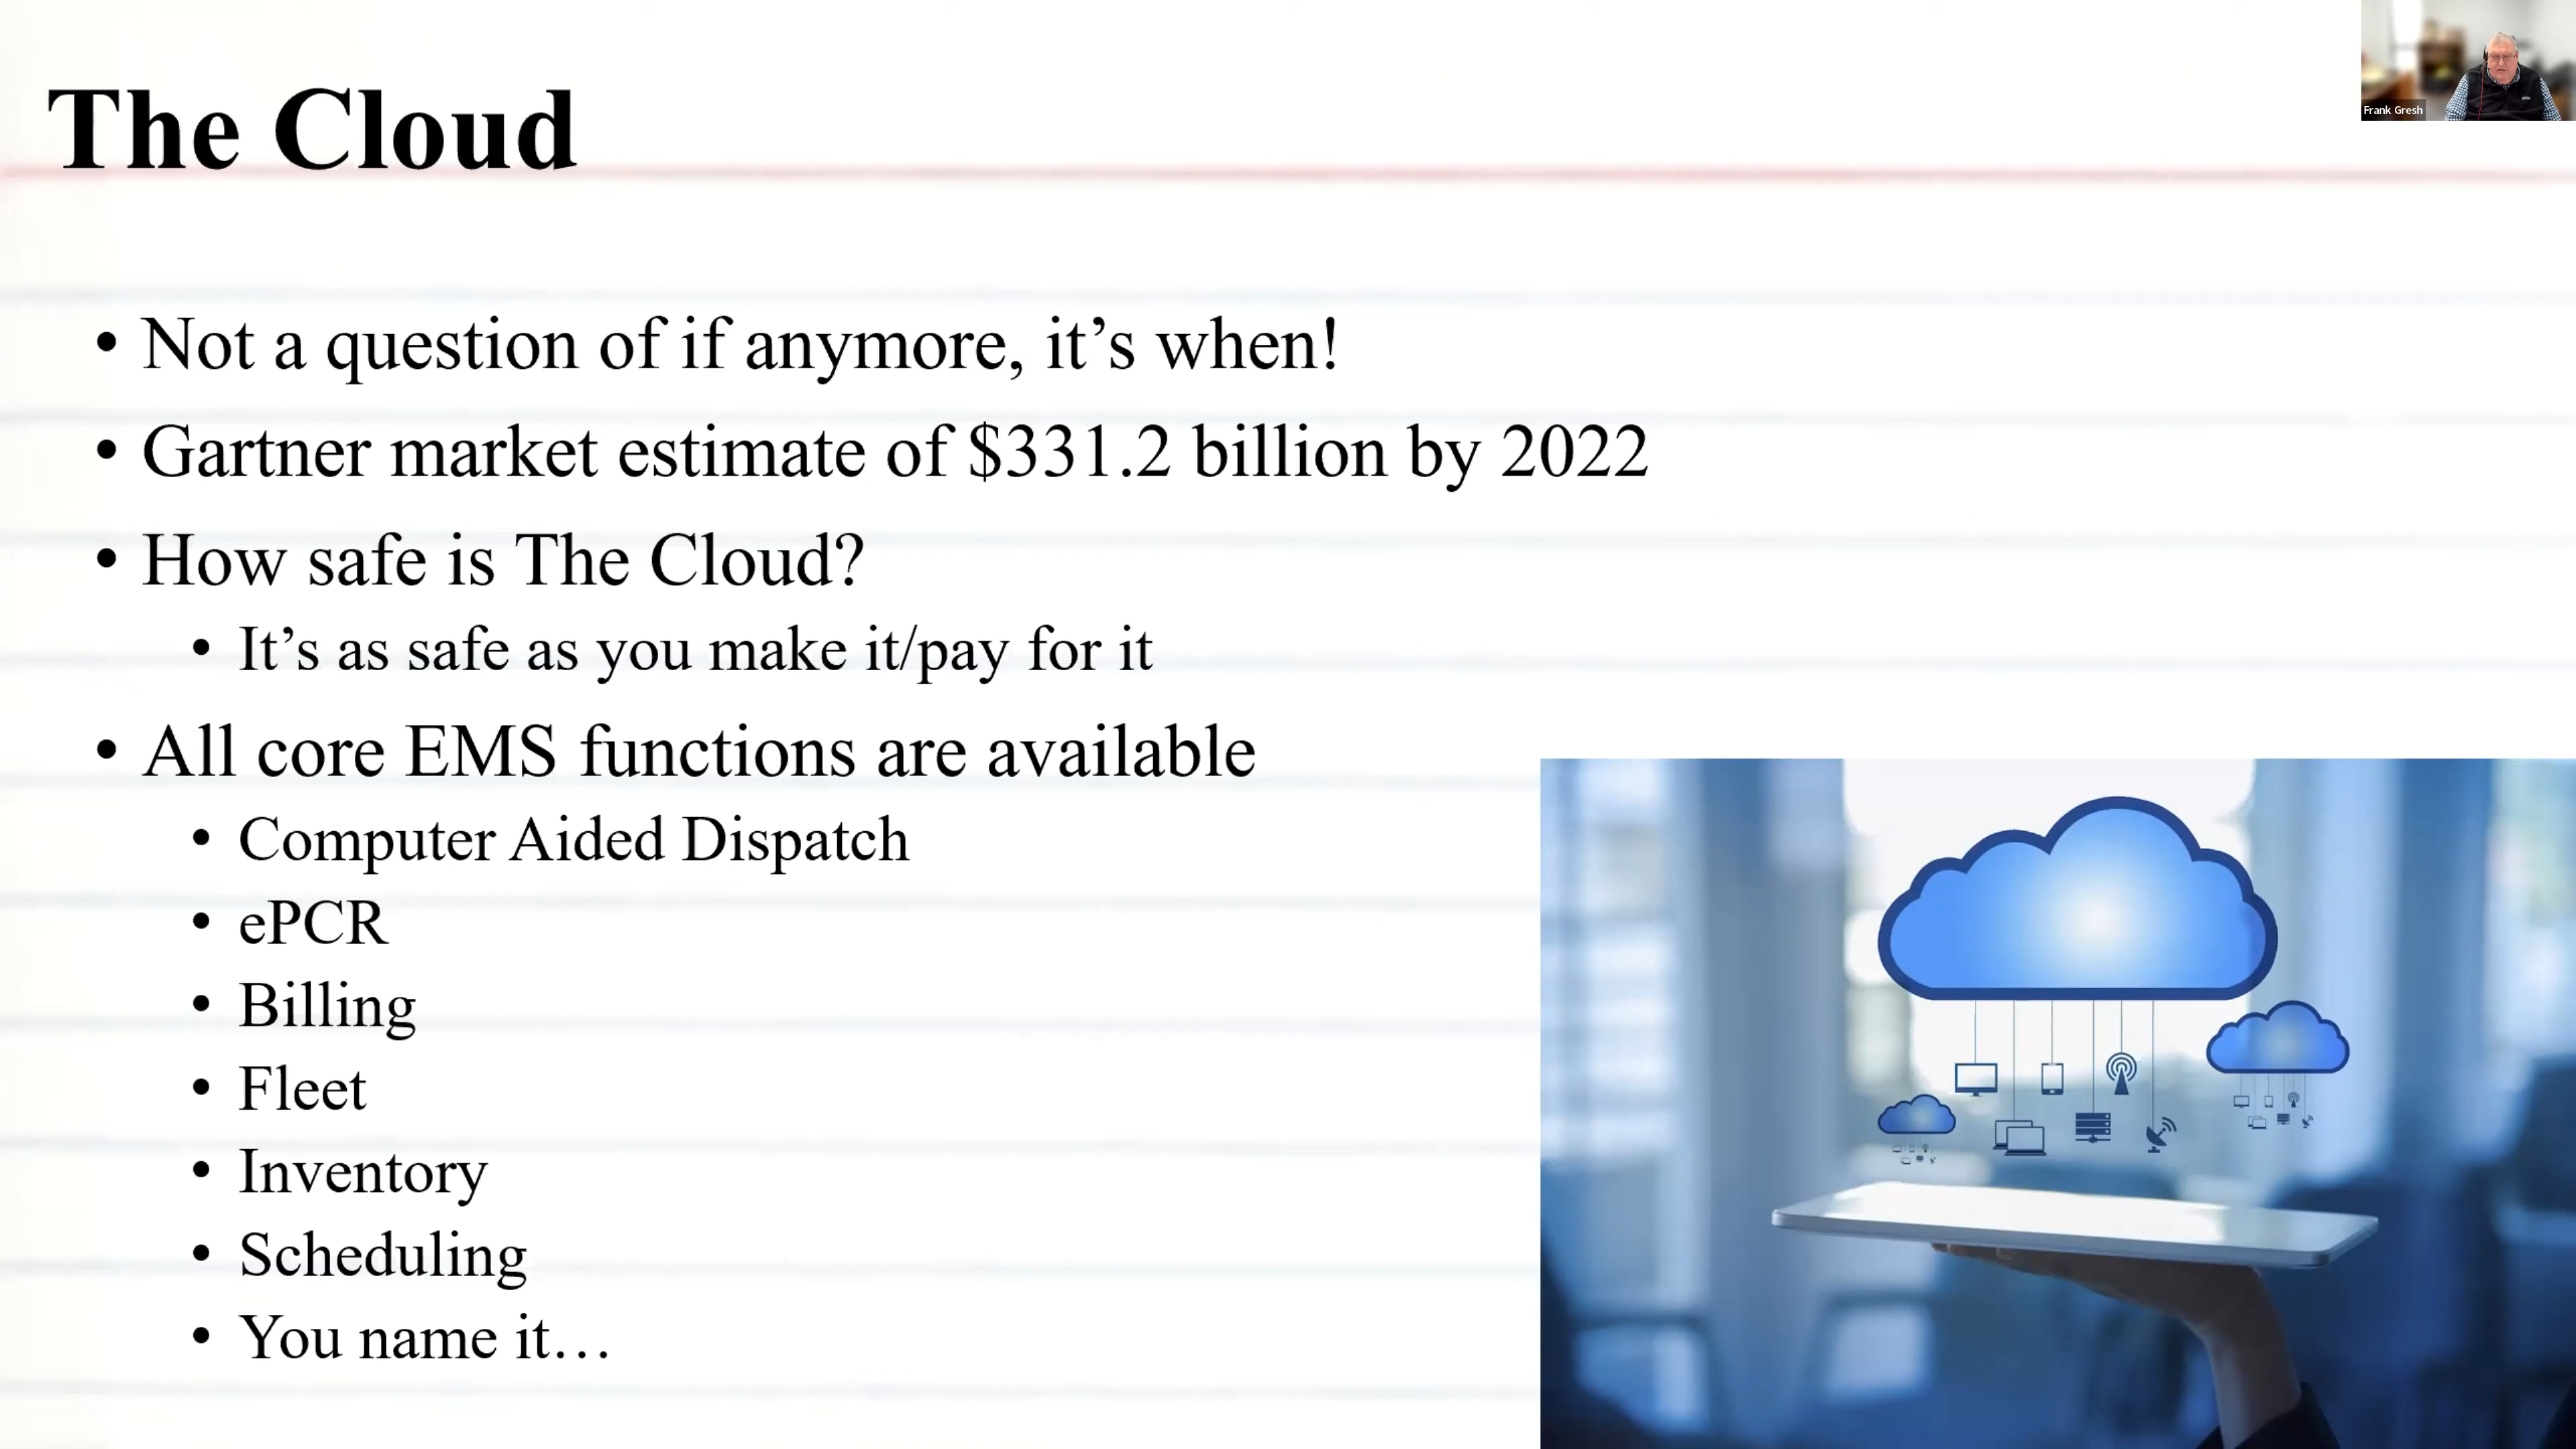 Frank Gresh
The Cloud
• Not a question of if anymore, it’s when!
• Gartner market estimate of $331.2 billion by 2022
• How safe is The Cloud?
• It’s as safe as you make it/pay for it
• All core EMS functions are available
• Computer Aided Dispatch
• ePCR
• Billing
• Fleet
• Inventory
• Scheduling
• You name it…